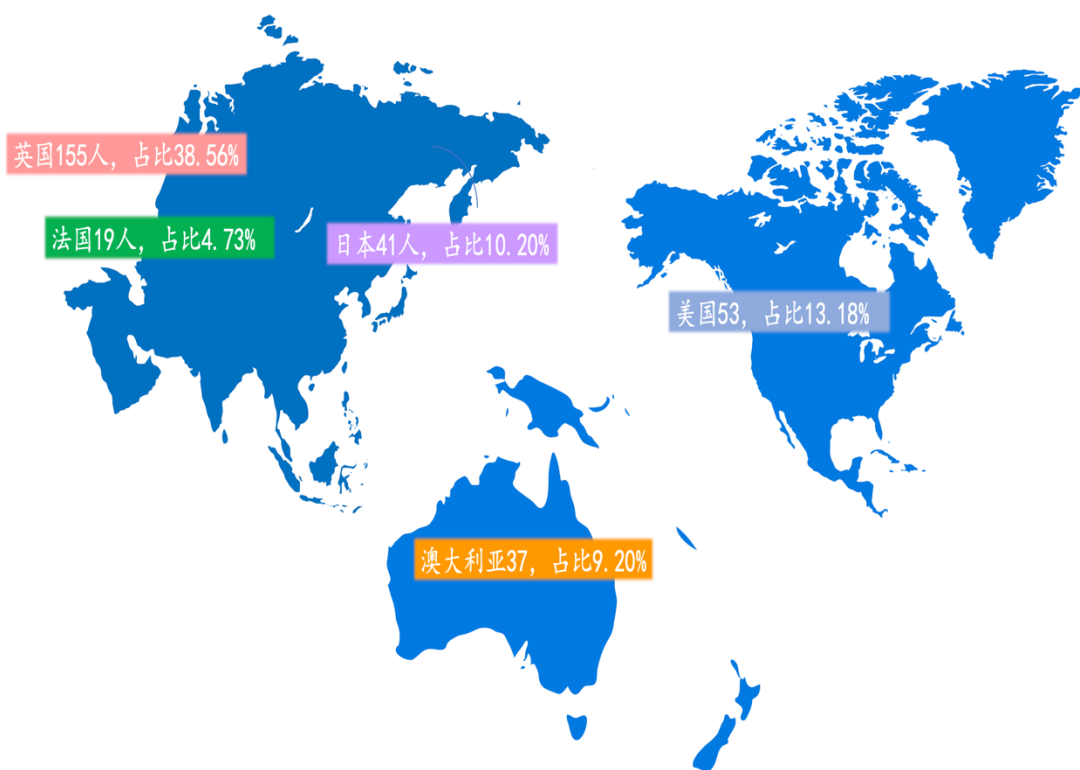 英国155人，占比38.56%
法国19人，占比4.73%
日本41人，占比10.20%
美国53，占比13.18%
澳大利亚37，占比9.20%